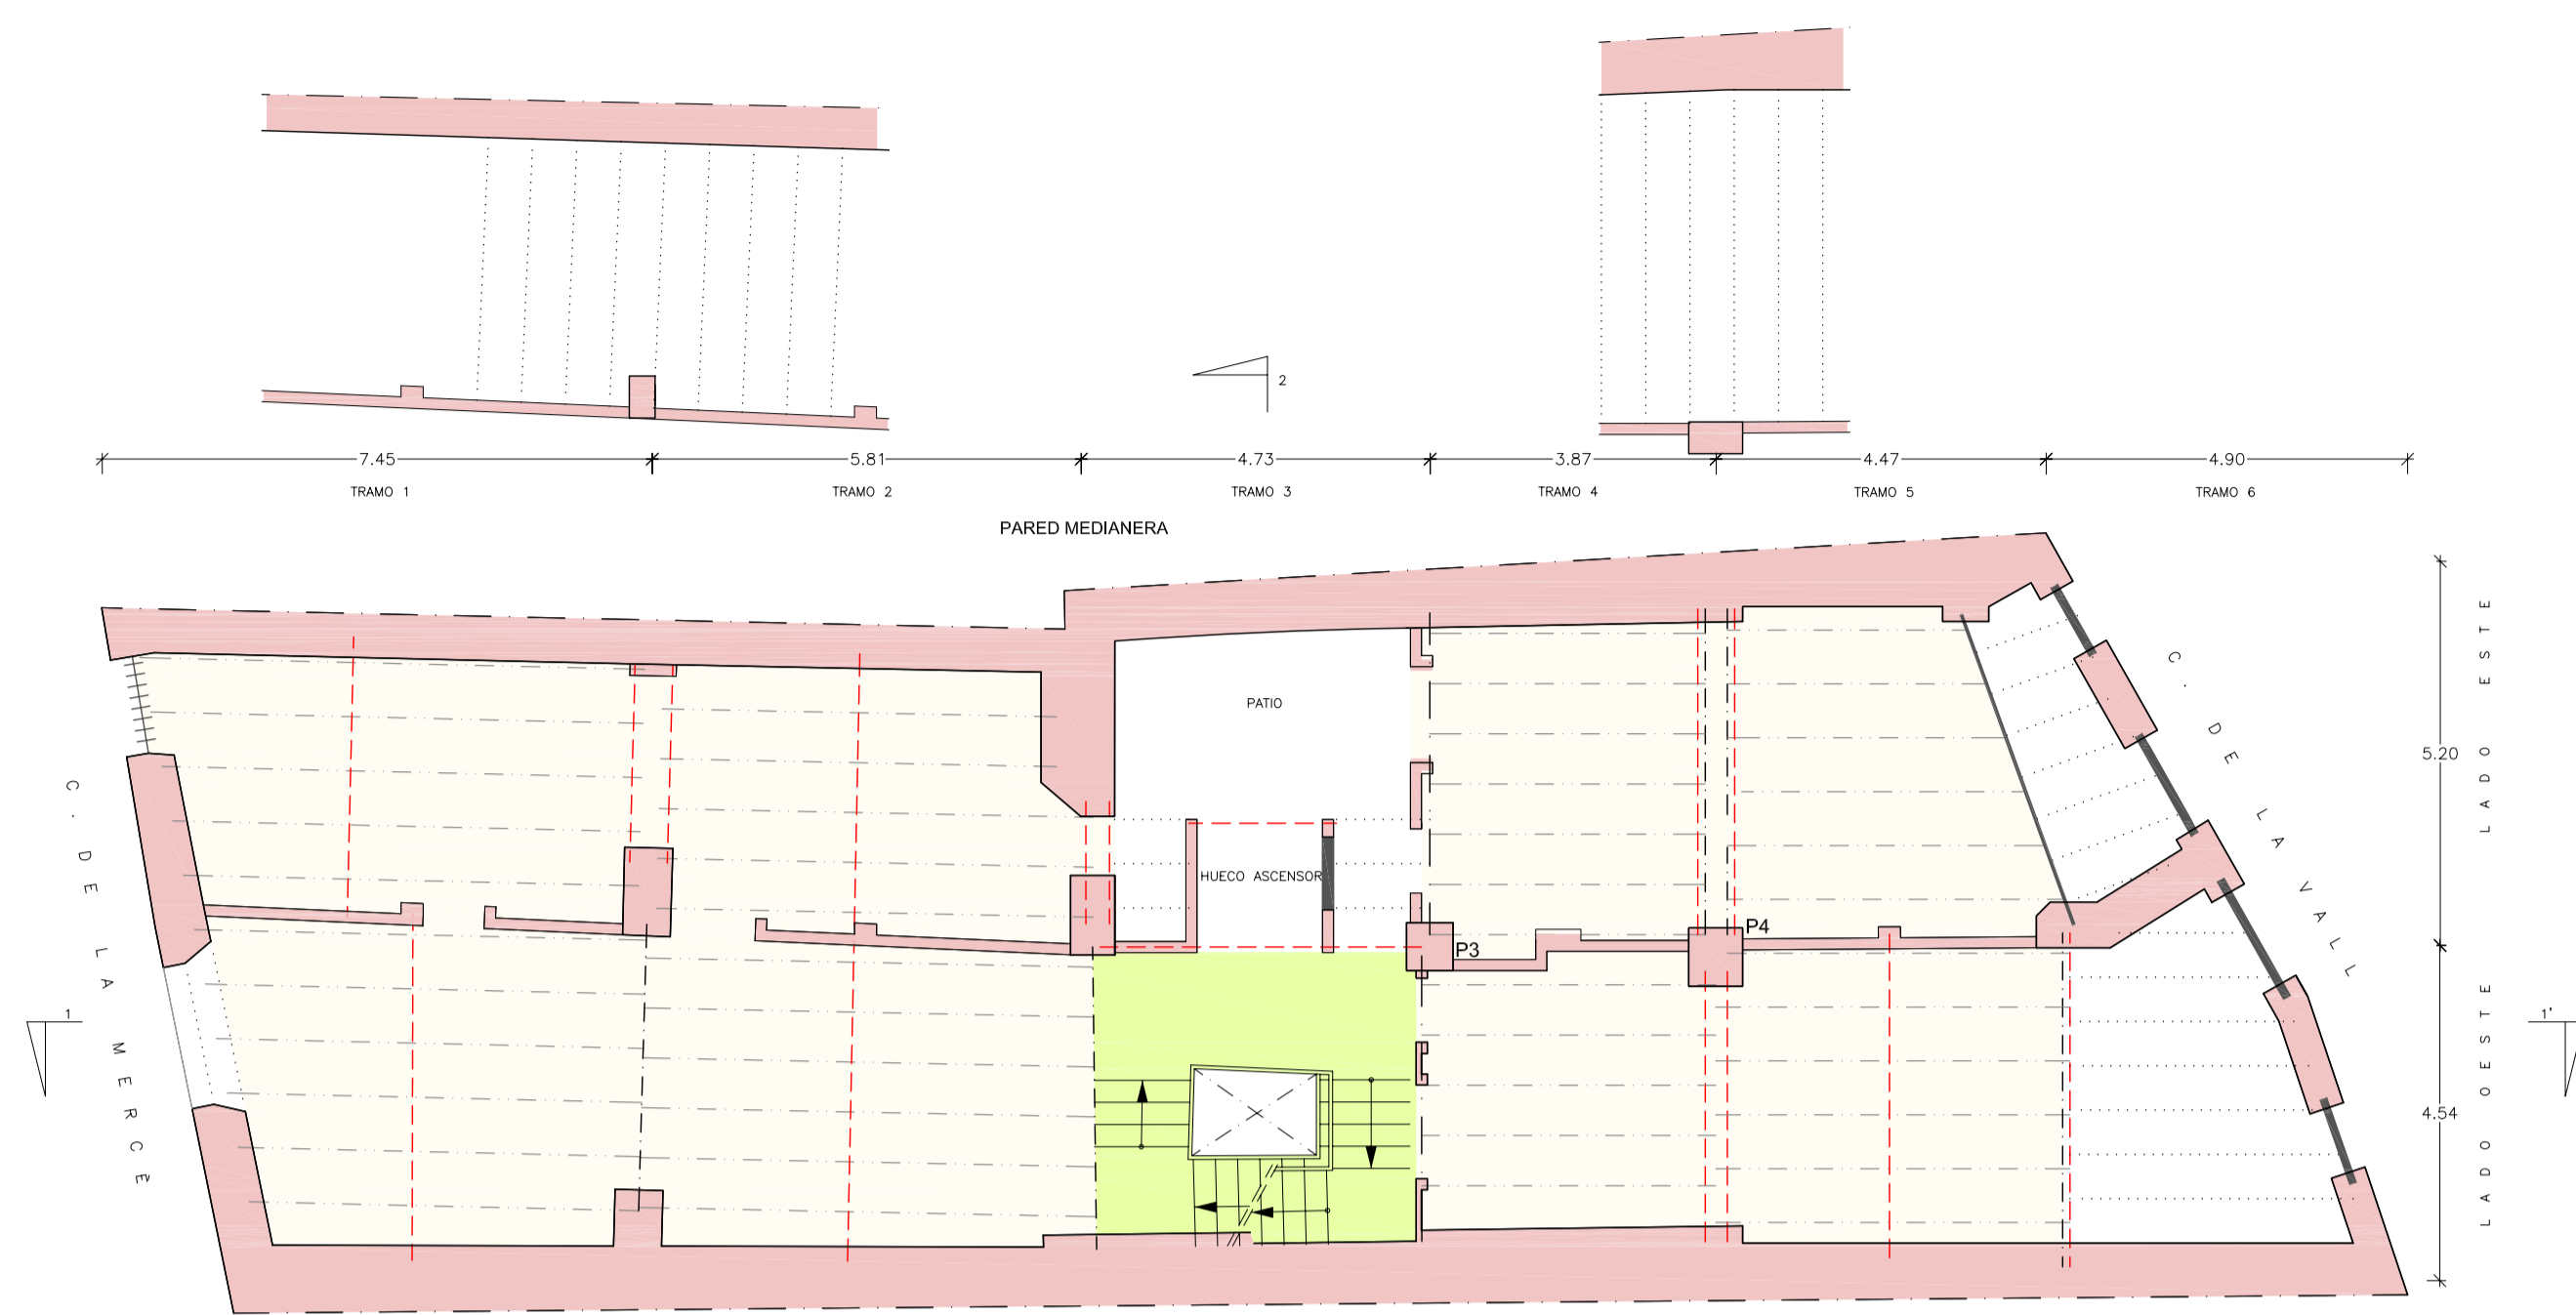 2
7.45
5.81
4.73
3.87
4.47
4.90
TRAMO 1
TRAMO 2
TRAMO 3
TRAMO 4
TRAMO 5
TRAMO 6
PARED MEDIANERA
PATIO
HUECO ASCENSOR
P3
P4
C. DE LA MERCÈ
C. DE LA VALL
5.20
4.54
LADO ESTE
LADO OESTE
1
1'